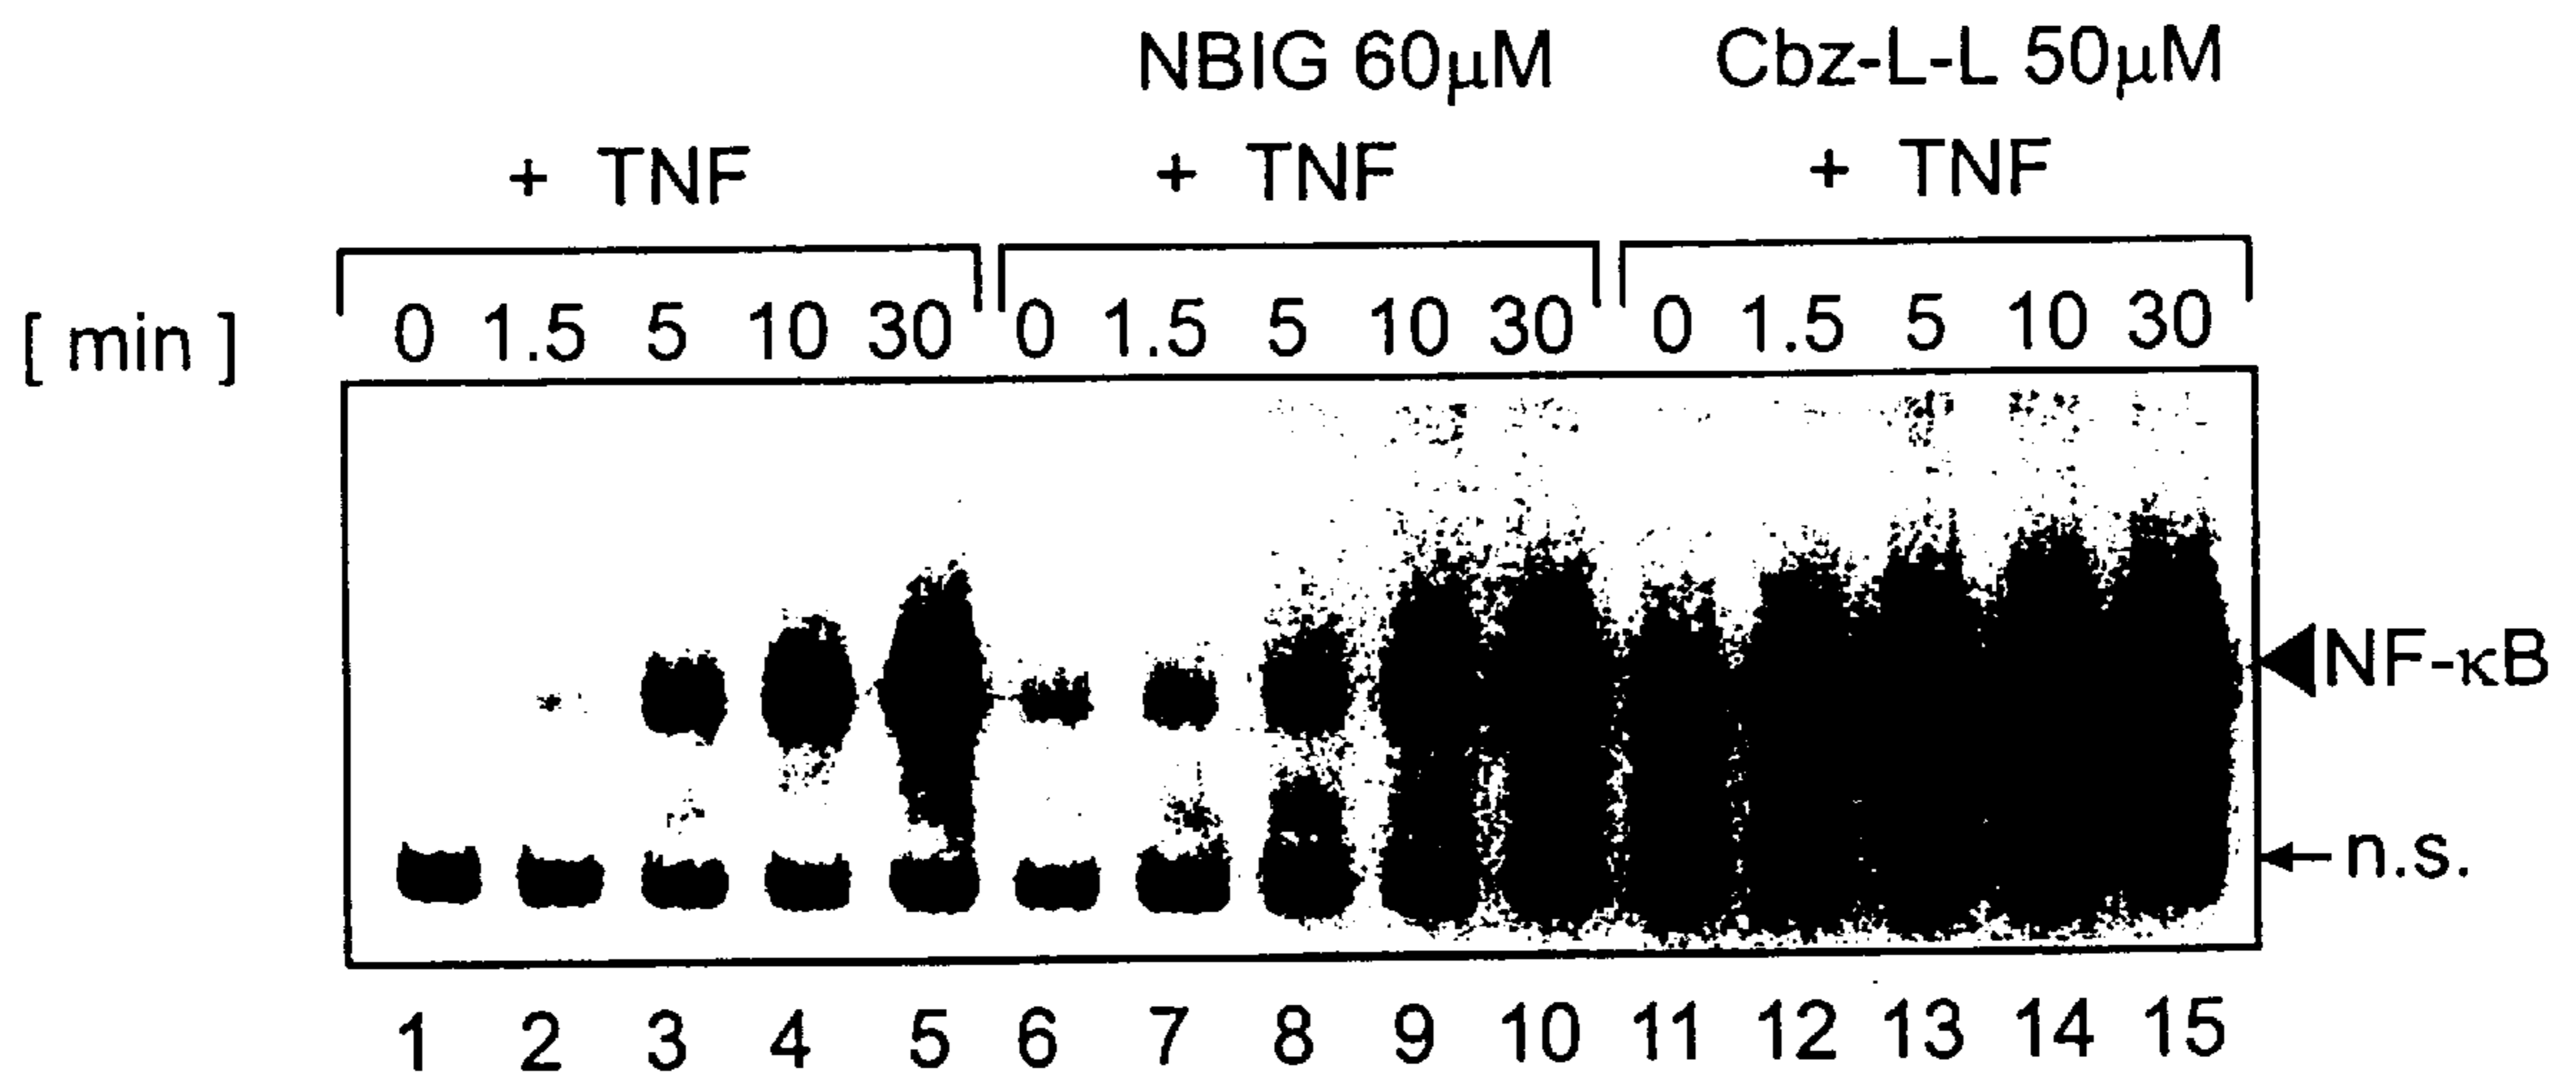 NBIG 60μM Cbz-L-L 50μM
+ TNF + TNF + TNF
[ min ] 0 1.5 5 10 30 0 1.5 5 10 30 0 1.5 5 10 30
NF-κB
n.s.
1 2 3 4 5 6 7 8 9 10 11 12 13 14 15